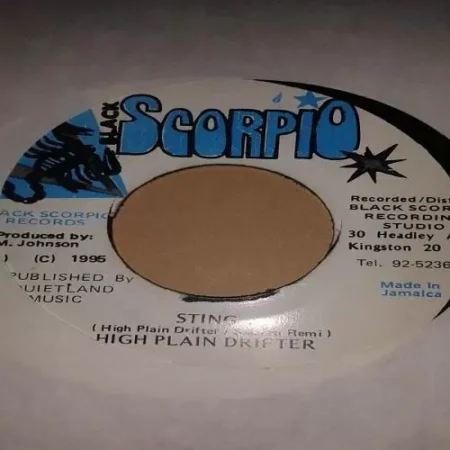 BLACK
SCORPIO
BLACK SCORPIO
RECORDS
Produced by:
M. Johnson
) (C) 1995
PUBLISHED By
QUIETLAND
MUSIC
Recorded/Dist
BLACK SCOR
RECORDIN
STUDIO
30 Headley A
Kingston 20
Tel. 92-5236
Made In
Jamaica
STING
( High Plain Drifter / Remi )
HIGH PLAIN DRIFTER